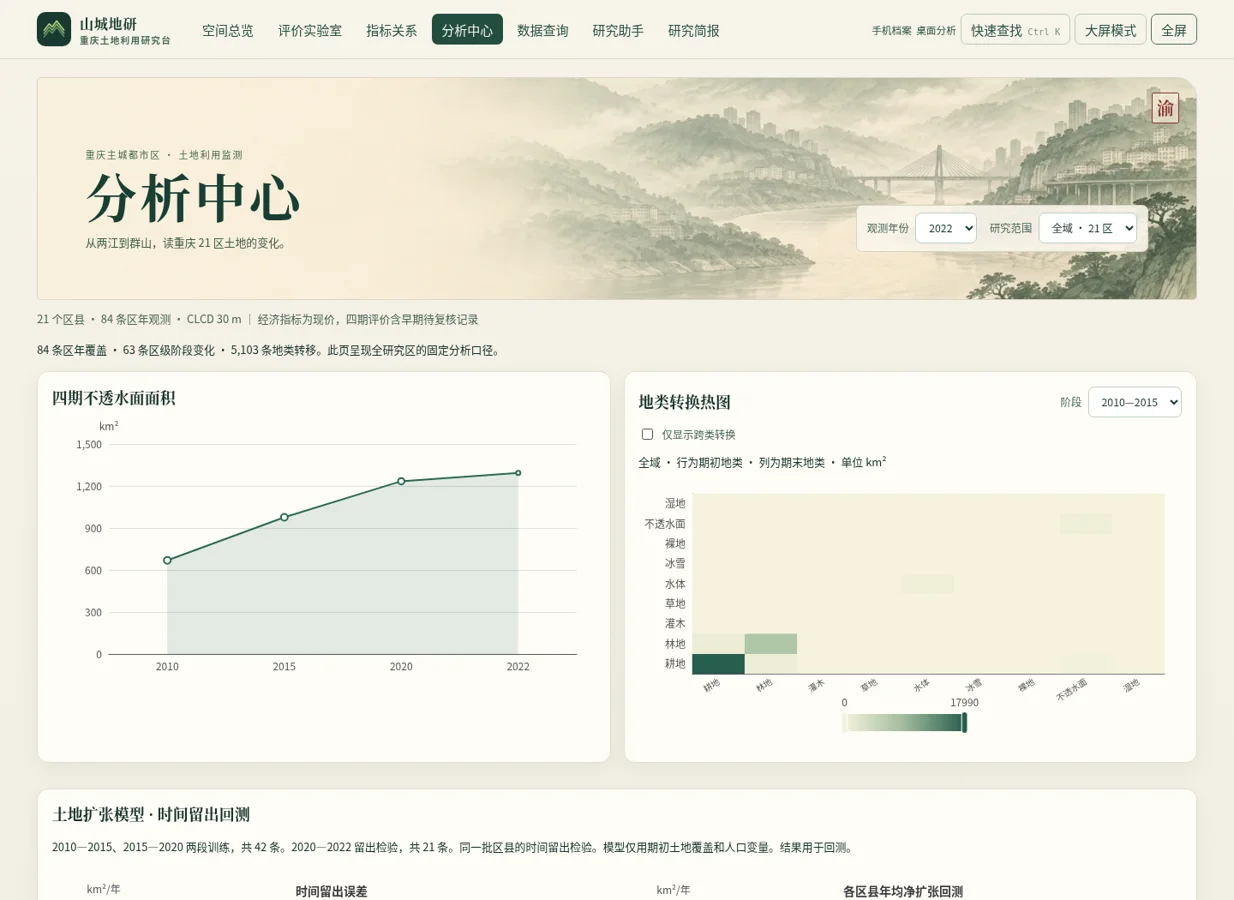 山城地研
重庆土地利用研究台
空间总览 评价实验室 指标关系 分析中心 数据查询 研究助手 研究简报
手机档案 桌面分析 快速查找 Ctrl K 大屏模式 全屏
渝
重庆主城都市区 · 土地利用监测
分析中心
从两江到群山，读重庆 21 区土地的变化。
观测年份 2022 研究范围 全域 · 21 区
21 个区县 · 84 条区年观测 · CLCD 30 m ｜ 经济指标为现价，四期评价含早期待复核记录
84 条区年覆盖 · 63 条区级阶段变化 · 5,103 条地类转移。此页呈现全研究区的固定分析口径。
四期不透水面面积
km²
1,500
1,200
900
600
300
0
2010 2015 2020 2022
地类转换热图
阶段 2010—2015
仅显示跨类转换
全域 · 行为期初地类 · 列为期末地类 · 单位 km²
湿地
不透水面
裸地
冰雪
水体
草地
灌木
林地
耕地
耕地 林地 灌木 草地 水体 冰雪 裸地 不透水面 湿地
0 17990
土地扩张模型 · 时间留出回测
2010—2015、2015—2020 两段训练，共 42 条。2020—2022 留出检验，共 21 条。同一批区县的时间留出检验。模型仅用期初土地覆盖和人口变量。结果用于回测。
km²/年 时间留出误差
km²/年 各区县年均净扩张回测